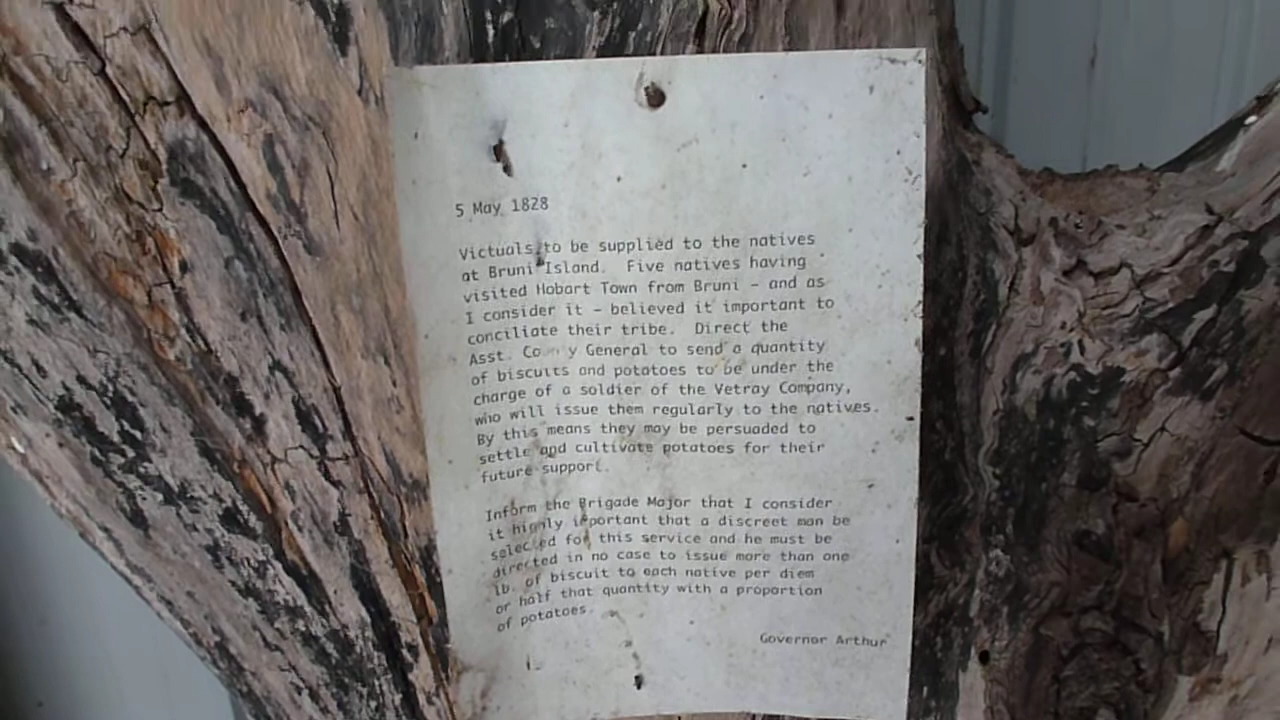 5 May 1828
Victuals to be supplied to the natives
at Bruni Island. Five natives having
visited Hobart Town from Bruni - and as
I consider it - believed it important to
conciliate their tribe. Direct the
Asst. General to send a quantity
of biscuits and potatoes to be under the
charge of a soldier of the Vetray Company,
who will issue them regularly to the natives.
By this means they may be persuaded to
settle and cultivate potatoes for their
future support.
Inform the Brigade Major that I consider
it highly important that a discreet man be
selected for this service and he must be
directed in no case to issue more than one
lb. of biscuit to each native per diem
or half that quantity with a proportion
of potatoes.
Governor Arthur